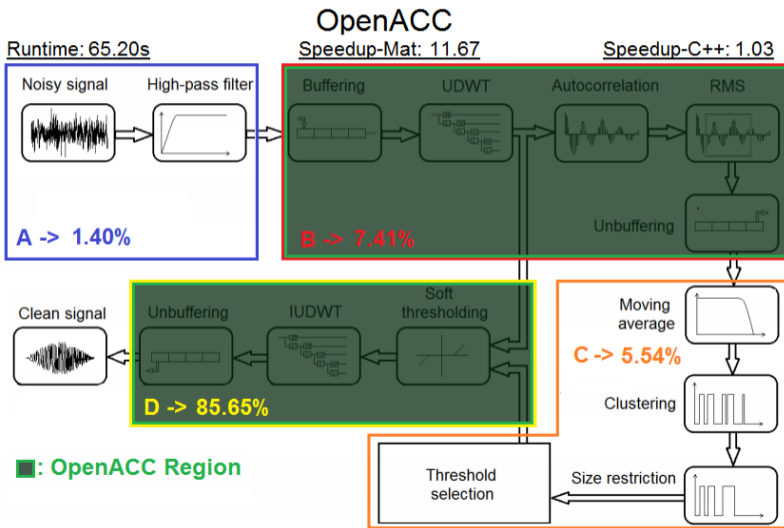 OpenACC
Runtime: 65.20s
Speedup-Mat: 11.67
Speedup-C++: 1.03
Noisy signal
High-pass filter
Buffering
UDWT
Autocorrelation
RMS
A -> 1.40%
B -> 7.41%
Unbuffering
Clean signal
Unbuffering
IUDWT
Soft
thresholding
Moving
average
C -> 5.54%
D -> 85.65%
Clustering
: OpenACC Region
Threshold
selection
Size restriction